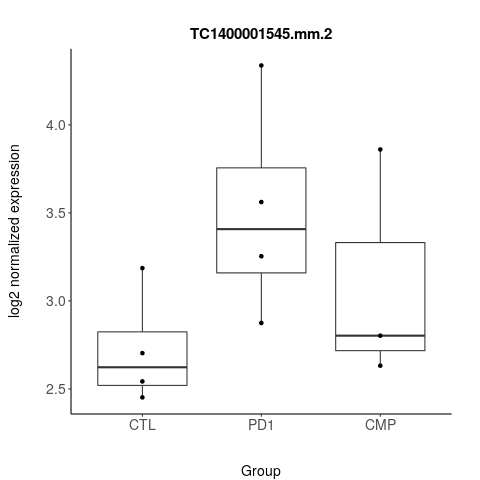 TC1400001545.mm.2
log2 normalized expression
4.0
3.5
3.0
2.5
CTL
PD1
CMP
Group